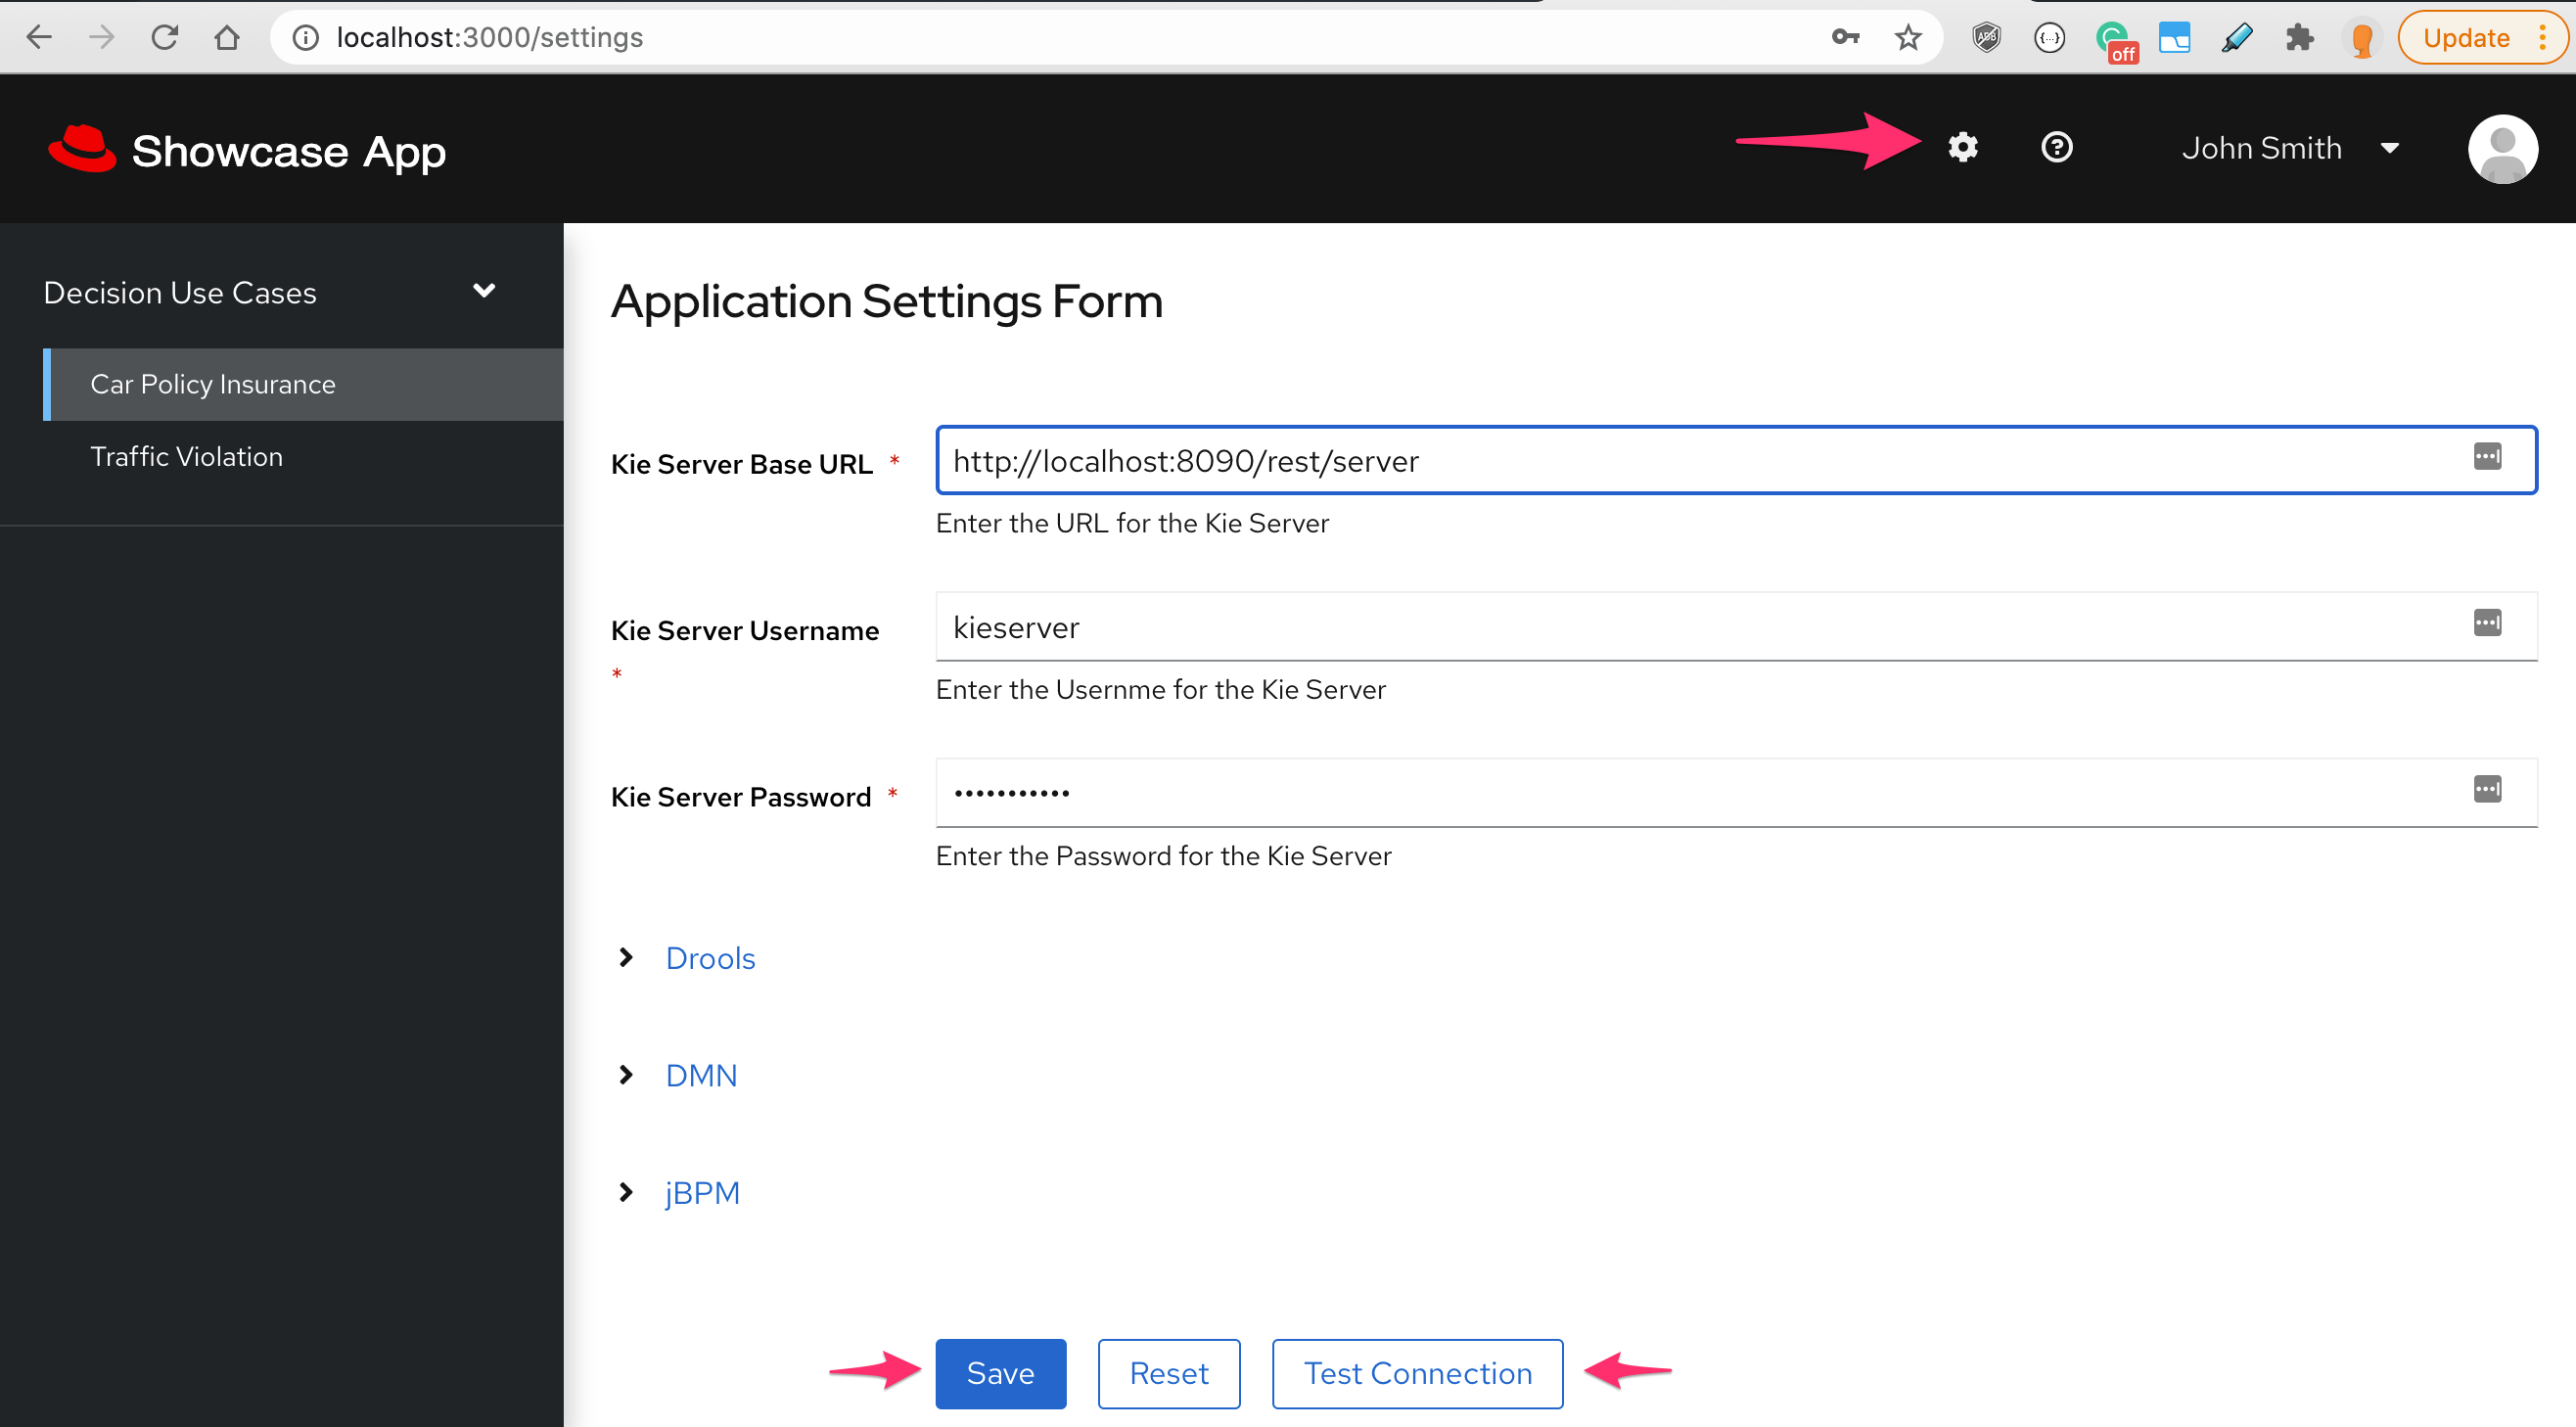 localhost:3000/settings
off
Update
Showcase App
John Smith
Decision Use Cases
Car Policy Insurance
Traffic Violation
Application Settings Form
Kie Server Base URL *
http://localhost:8090/rest/server
Enter the URL for the Kie Server
Kie Server Username
*
kieserver
Enter the Usernme for the Kie Server
Kie Server Password *
•••••••••••
Enter the Password for the Kie Server
Drools
DMN
jBPM
Save
Reset
Test Connection